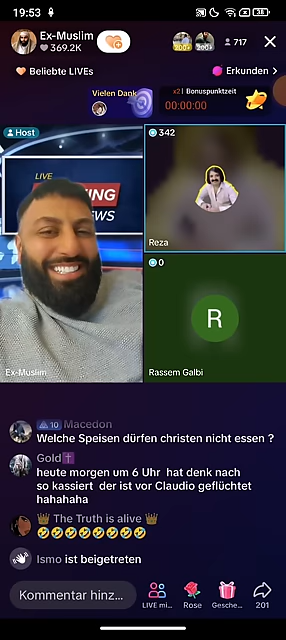 19:53
38
Ex-Muslim
369.2K
200+
200+
717
Beliebte LIVEs
Erkunden
Vielen Dank
x2 | Bonuspunktzeit
00:00:00
Host
342
LIVE
NEWS
Reza
0
R
Ex-Muslim
Rassem Galbi
10 Macedon
Welche Speisen dürfen christen nicht essen ?
Gold
heute morgen um 6 Uhr hat denk nach
so kassiert der ist vor Claudio geflüchtet
hahahaha
The Truth is alive
Ismo ist beigetreten
Kommentar hinz...
LIVE mi...
Rose
Gesche...
201